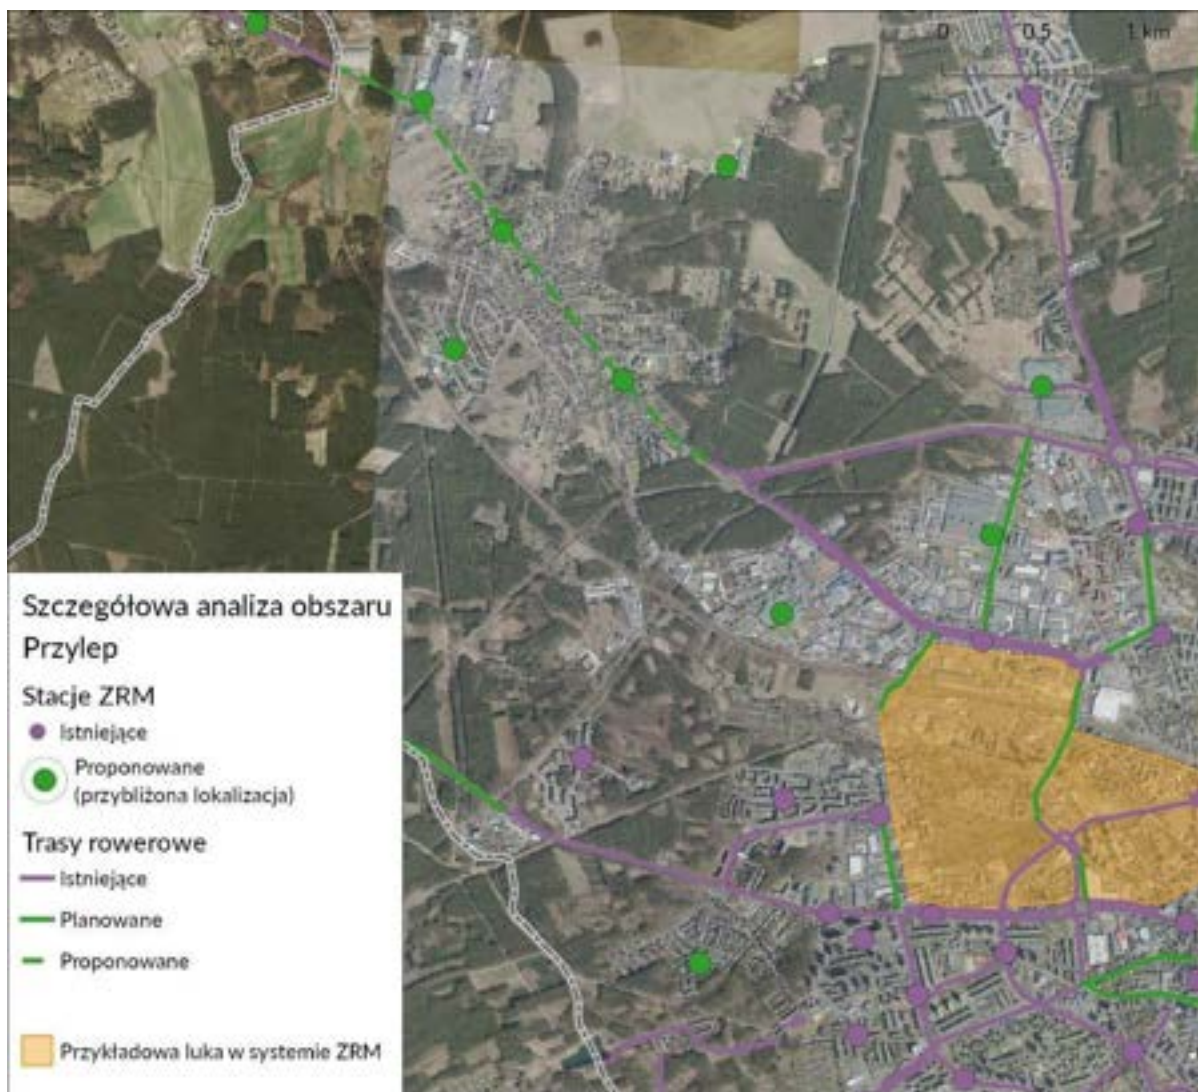 0 0.5 1 km
Szczegółowa analiza obszaru
Przylep
Stacje ZRM
Istniejące
Proponowane
(przybliżona lokalizacja)
Trasy rowerowe
Istniejące
Planowane
Proponowane
Przykładowa luka w systemie ZRM